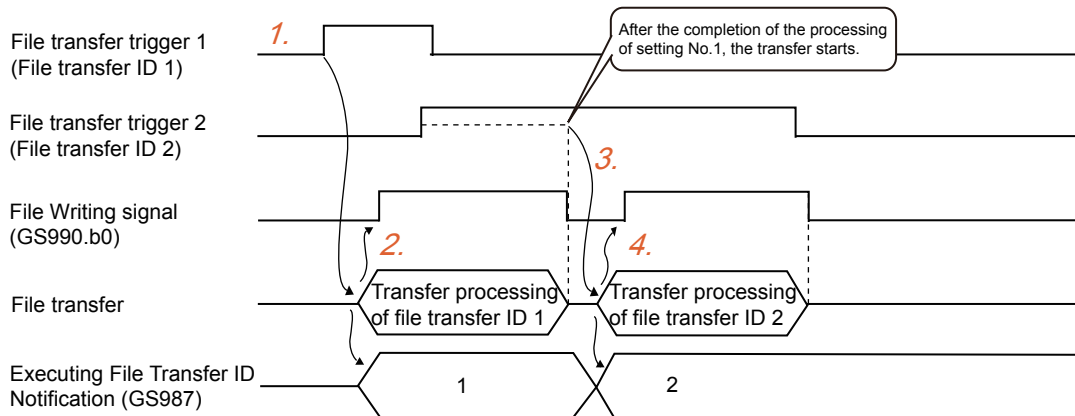 File transfer trigger 1
(File transfer ID 1)
1.
After the completion of the processing
of setting No.1, the transfer starts.
File transfer trigger 2
(File transfer ID 2)
3.
File Writing signal
(GS990.b0)
2.
4.
File transfer
Transfer processing
of file transfer ID 1
Transfer processing
of file transfer ID 2
Executing File Transfer ID
Notification (GS987)
1
2